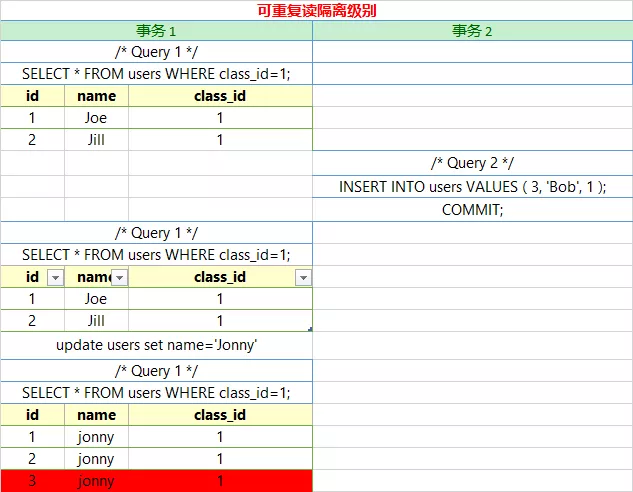 可重复读隔离级别
事务 1 事务 2
/* Query 1 */
SELECT * FROM users WHERE class_id=1;
id name class_id
1 Joe 1
2 Jill 1
/* Query 2 */
INSERT INTO users VALUES ( 3, 'Bob', 1 );
COMMIT;
/* Query 1 */
SELECT * FROM users WHERE class_id=1;
id name class_id
1 Joe 1
2 Jill 1
update users set name='Jonny'
/* Query 1 */
SELECT * FROM users WHERE class_id=1;
id name class_id
1 jonny 1
2 jonny 1
3 jonny 1